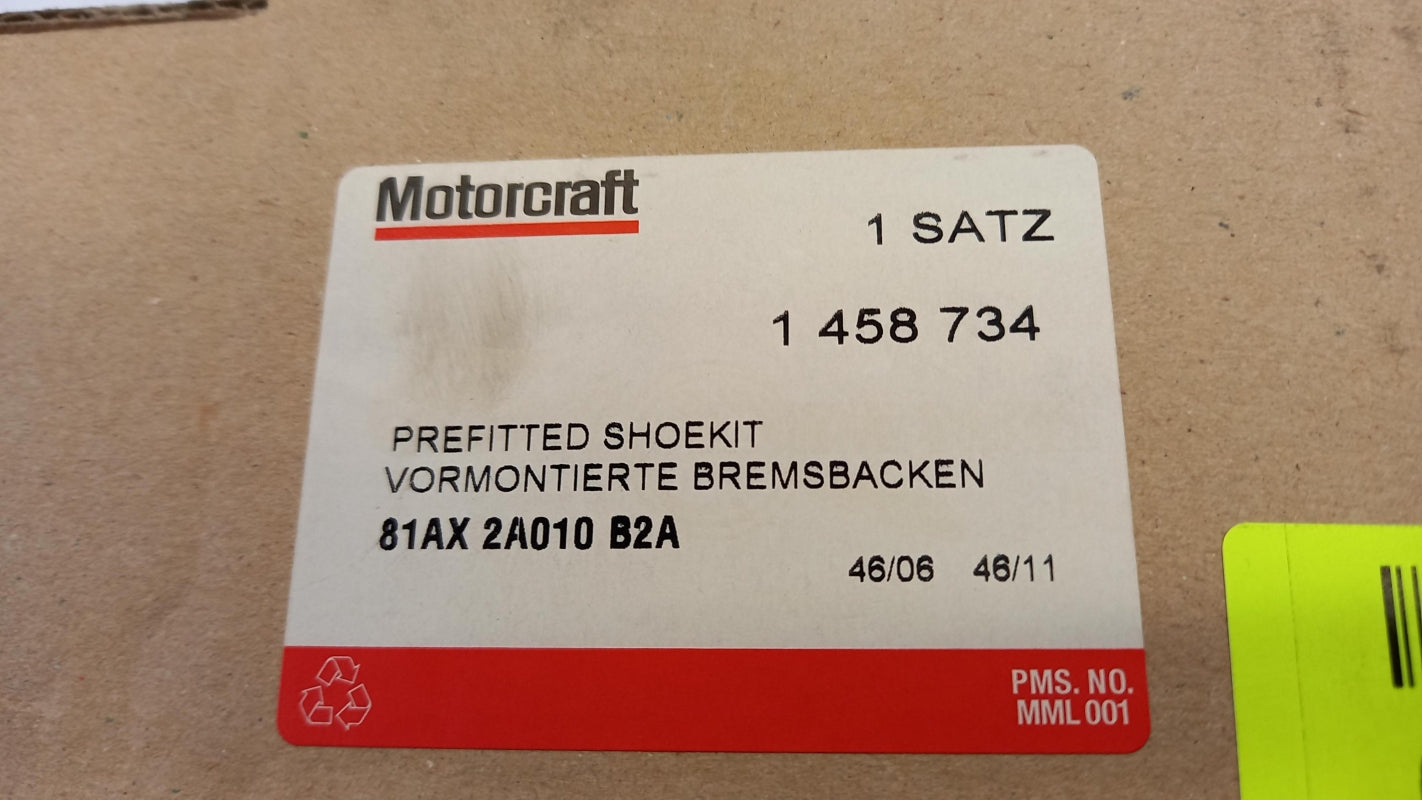 Motorcraft
1 SATZ
1 458 734
PREFITTED SHOEKIT
VORMONTIERTE BREMSBACKEN
81AX 2A010 B2A
46/06 46/11
PMS. NO.
MML 001